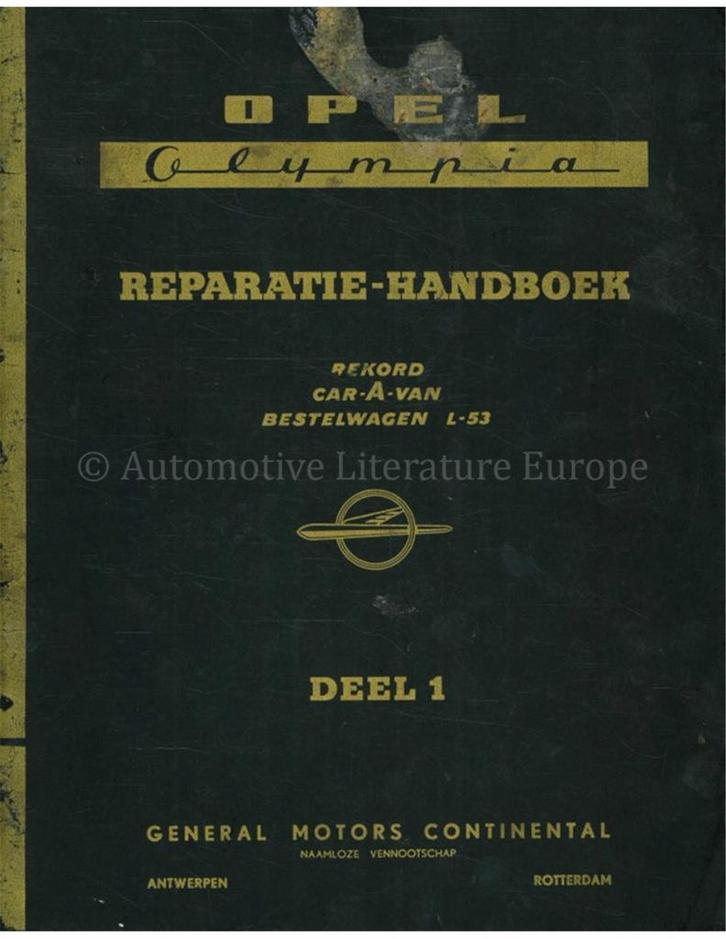 OPEL
Olympia
REPARATIE-HANDBOEK
REKORD
CAR-A-VAN
BESTELWAGEN L-53
© Automotive Literature Europe
DEEL 1
GENERAL MOTORS CONTINENTAL
NAAMLOZE VENNOOTSCHAP
ANTWERPEN ROTTERDAM